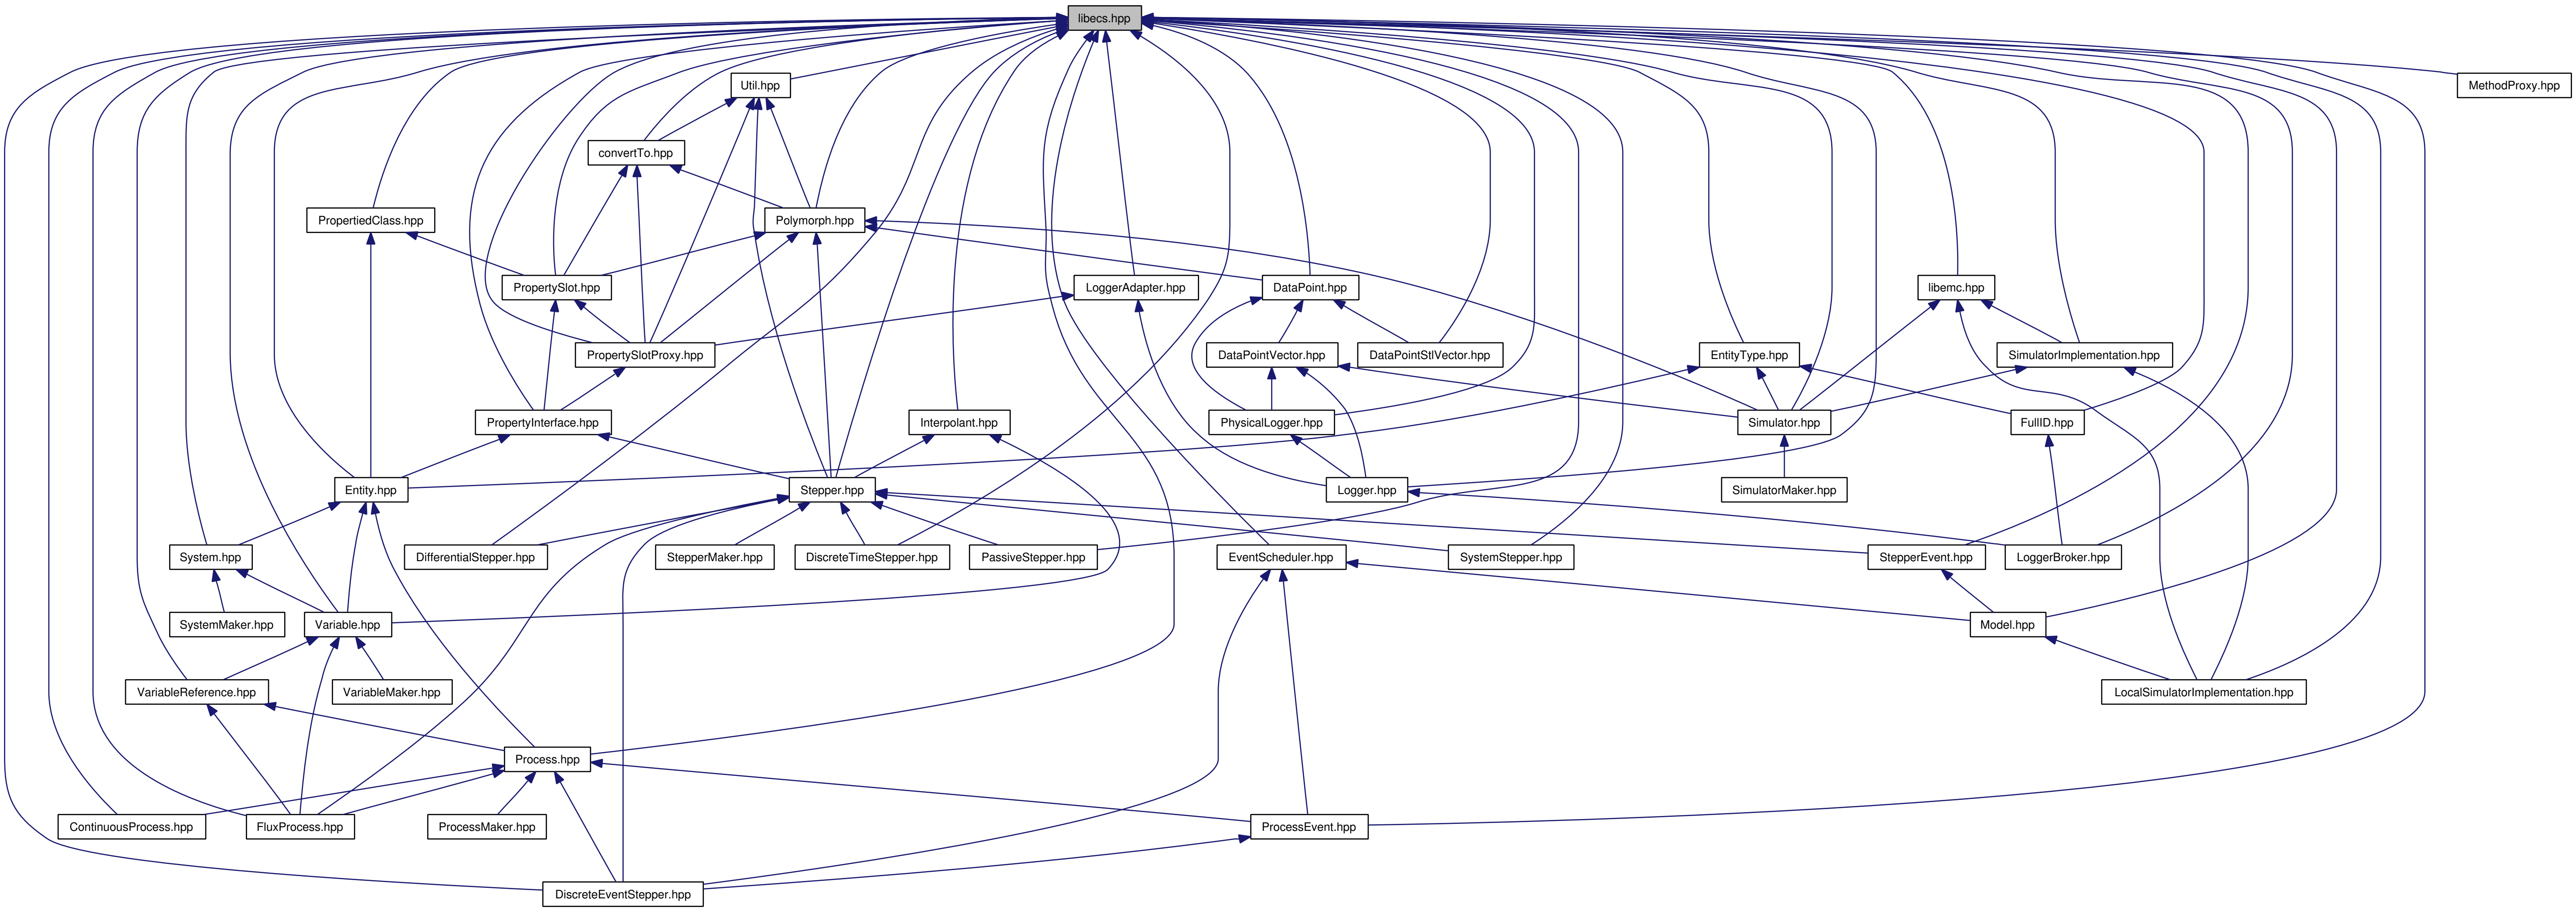 libecs.hpp
Util.hpp
MethodProxy.hpp
convertTo.hpp
PropertiedClass.hpp
Polymorph.hpp
PropertySlot.hpp
LoggerAdapter.hpp
DataPoint.hpp
libemc.hpp
PropertySlotProxy.hpp
DataPointVector.hpp
DataPointStlVector.hpp
EntityType.hpp
SimulatorImplementation.hpp
PropertyInterface.hpp
Interpolant.hpp
PhysicalLogger.hpp
Simulator.hpp
FullID.hpp
Entity.hpp
Stepper.hpp
Logger.hpp
SimulatorMaker.hpp
System.hpp
DifferentialStepper.hpp
StepperMaker.hpp
DiscreteTimeStepper.hpp
PassiveStepper.hpp
EventScheduler.hpp
SystemStepper.hpp
StepperEvent.hpp
LoggerBroker.hpp
SystemMaker.hpp
Variable.hpp
Model.hpp
VariableReference.hpp
VariableMaker.hpp
LocalSimulatorImplementation.hpp
Process.hpp
ContinuousProcess.hpp
FluxProcess.hpp
ProcessMaker.hpp
ProcessEvent.hpp
DiscreteEventStepper.hpp